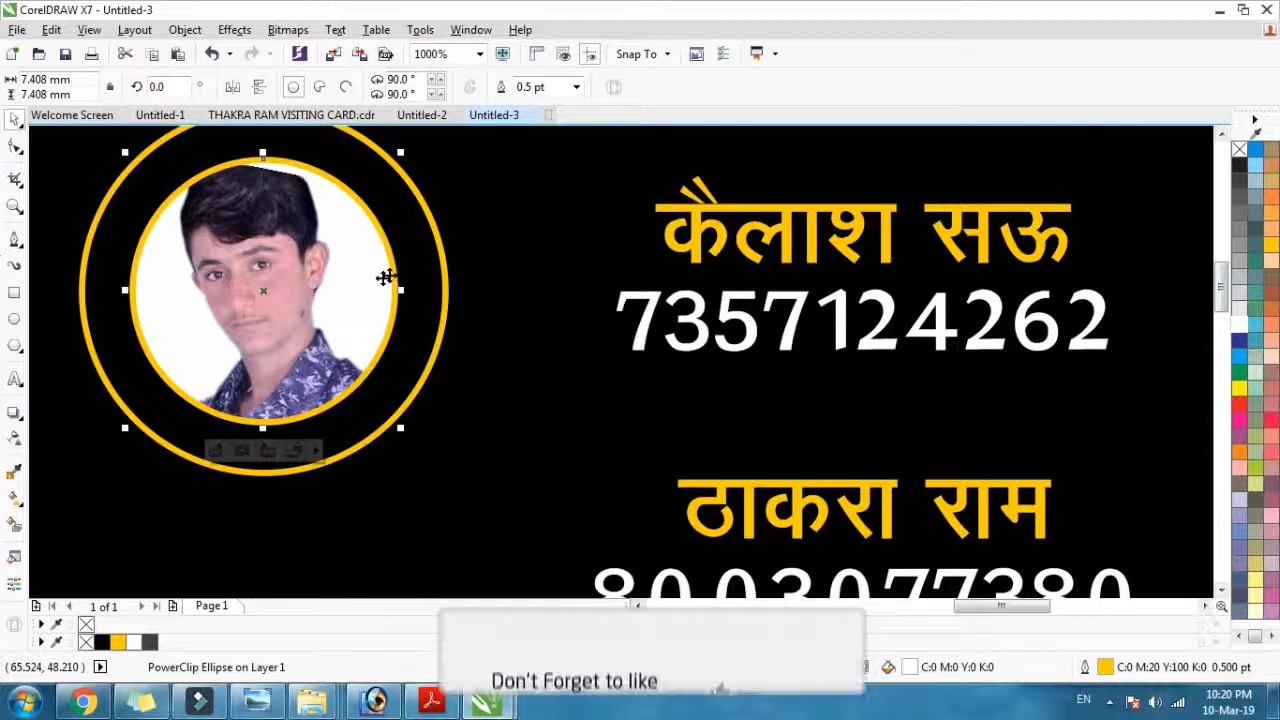 CorelDRAW X7 - Untitled-3
File Edit View Layout Object Effects Bitmaps Text Table Tools Window Help
1000% Snap To
7.408 mm 0.0 ° 90.0 ° 0.5 pt
7.408 mm 90.0 °
Welcome Screen Untitled-1 THAKRA RAM VISITING CARD.cdr Untitled-2 Untitled-3
कैलाश सऊ
7357124262
ठाकरा राम
8003077380
1 of 1 Page 1
Don't Forget to like
(65.524, 48.210) PowerClip Ellipse on Layer 1 C:0 M:0 Y:0 K:0 C:0 M:20 Y:100 K:0 0.500 pt
EN 10:20 PM
10-Mar-19